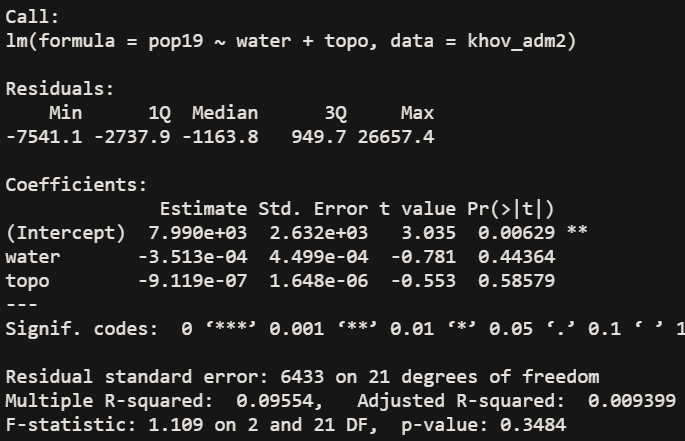 Call:
lm(formula = pop19 ~ water + topo, data = khov_adm2)
Residuals:
Min 1Q Median 3Q Max
-7541.1 -2737.9 -1163.8 949.7 26657.4
Coefficients:
Estimate Std. Error t value Pr(>|t|)
(Intercept) 7.990e+03 2.632e+03 3.035 0.00629 **
water -3.513e-04 4.499e-04 -0.781 0.44364
topo -9.119e-07 1.648e-06 -0.553 0.58579
---
Signif. codes: 0 ‘***’ 0.001 ‘**’ 0.01 ‘*’ 0.05 ‘.’ 0.1 ‘ ’ 1
Residual standard error: 6433 on 21 degrees of freedom
Multiple R-squared: 0.09554, Adjusted R-squared: 0.009399
F-statistic: 1.109 on 2 and 21 DF, p-value: 0.3484